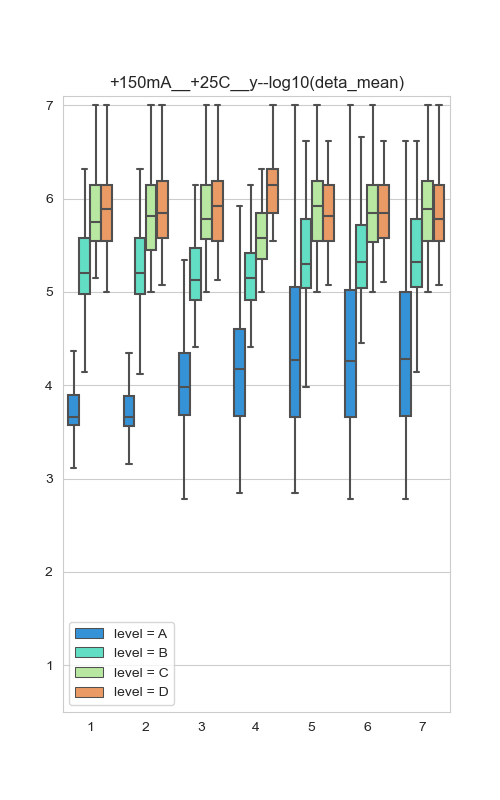 +150mA__+25C__y--log10(deta_mean)
7
6
5
4
3
2
1
level = A
level = B
level = C
level = D
1 2 3 4 5 6 7